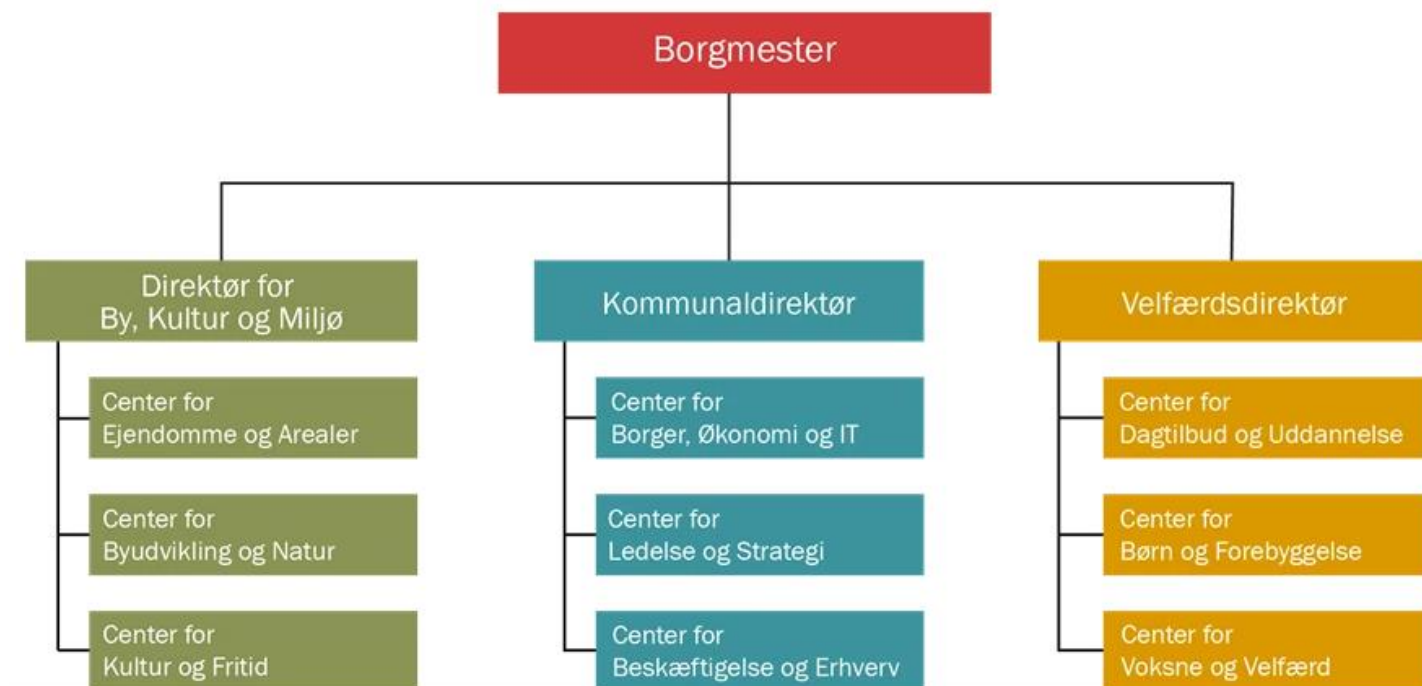 Borgmester
Direktør for
By, Kultur og Miljø
Center for
Ejendomme og Arealer
Center for
Byudvikling og Natur
Center for
Kultur og Fritid
Kommunaldirektør
Center for
Borger, Økonomi og IT
Center for
Ledelse og Strategi
Center for
Beskæftigelse og Erhverv
Velfærdsdirektør
Center for
Dagtilbud og Uddannelse
Center for
Børn og Forebyggelse
Center for
Voksne og Velfærd